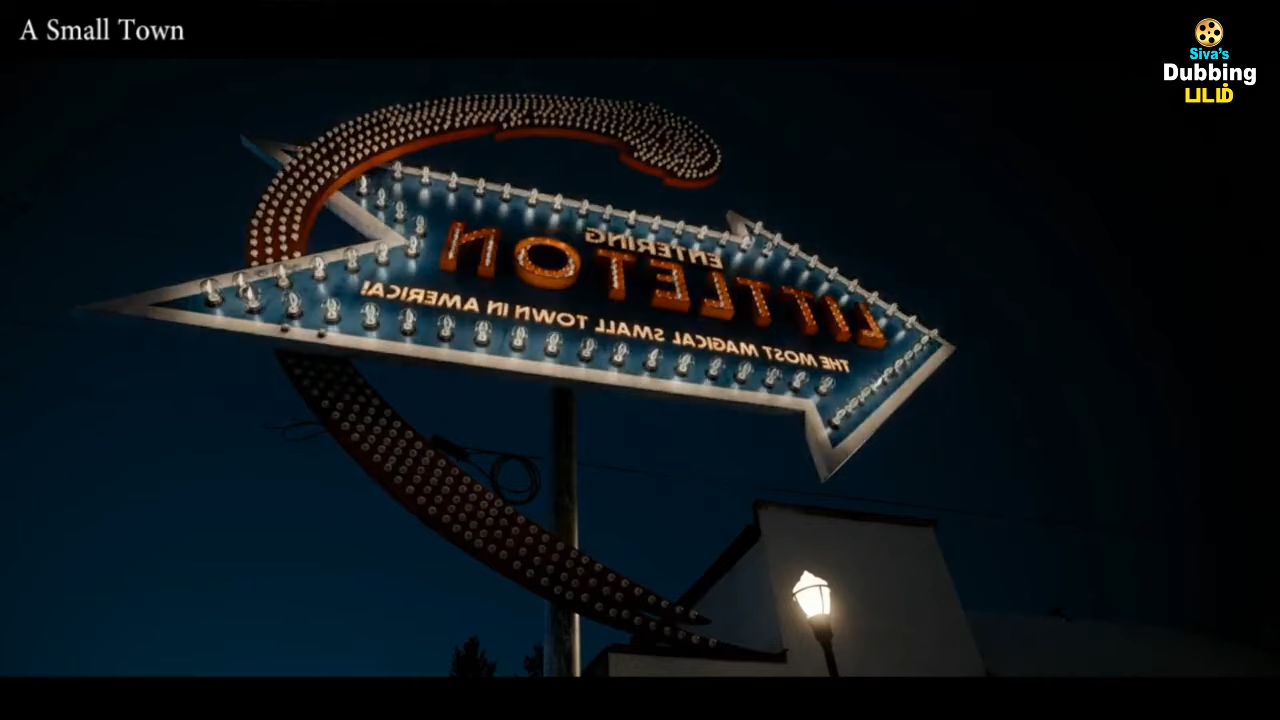 A Small Town
Siva's
Dubbing
படம்
ENTERING
LITTLETON
THE MOST MAGICAL SMALL TOWN IN AMERICA!